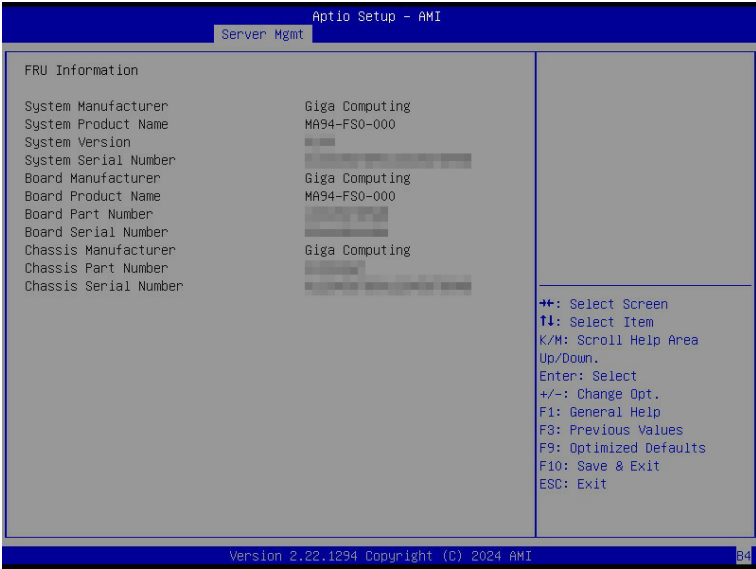 Aptio Setup – AMI
Server Mgmt
FRU Information
System Manufacturer Giga Computing
System Product Name MA94-FS0-000
System Version
System Serial Number
Board Manufacturer Giga Computing
Board Product Name MA94-FS0-000
Board Part Number
Board Serial Number
Chassis Manufacturer Giga Computing
Chassis Part Number
Chassis Serial Number
→←: Select Screen
↑↓: Select Item
K/M: Scroll Help Area
Up/Down.
Enter: Select
+/-: Change Opt.
F1: General Help
F3: Previous Values
F9: Optimized Defaults
F10: Save & Exit
ESC: Exit
Version 2.22.1294 Copyright (C) 2024 AMI
B4